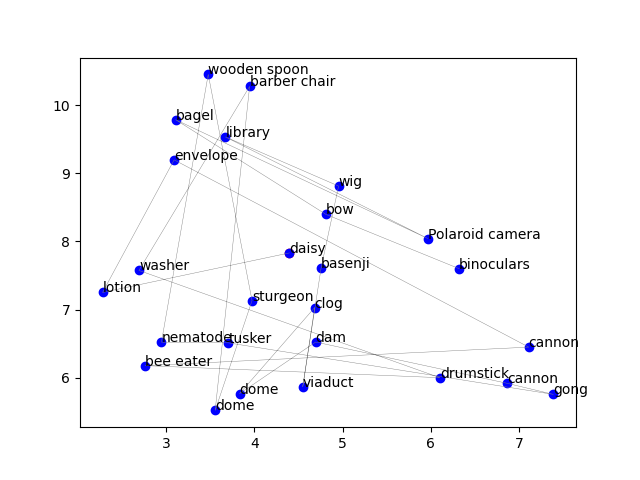 wooden spoon
barber chair
10
bagel
library
9
envelope
wig
bow
8
Polaroid camera
daisy
basenji
binoculars
washer
lotion
7
sturgeon
clog
nematode
tusker
dam
cannon
bee eater
6
drumstick
cannon
viaduct
dome
gong
dome
3 4 5 6 7